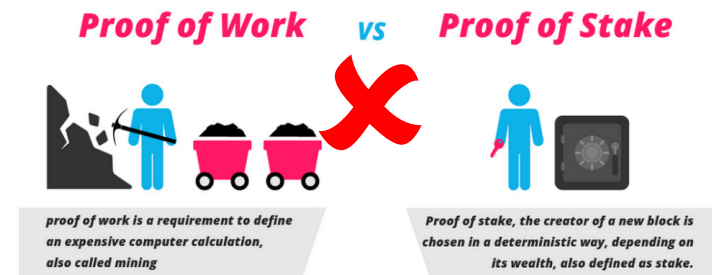 Proof of Work vs Proof of Stake
proof of work is a requirement to define
an expensive computer calculation,
also called mining
Proof of stake, the creator of a new block is
chosen in a deterministic way, depending on
its wealth, also defined as stake.